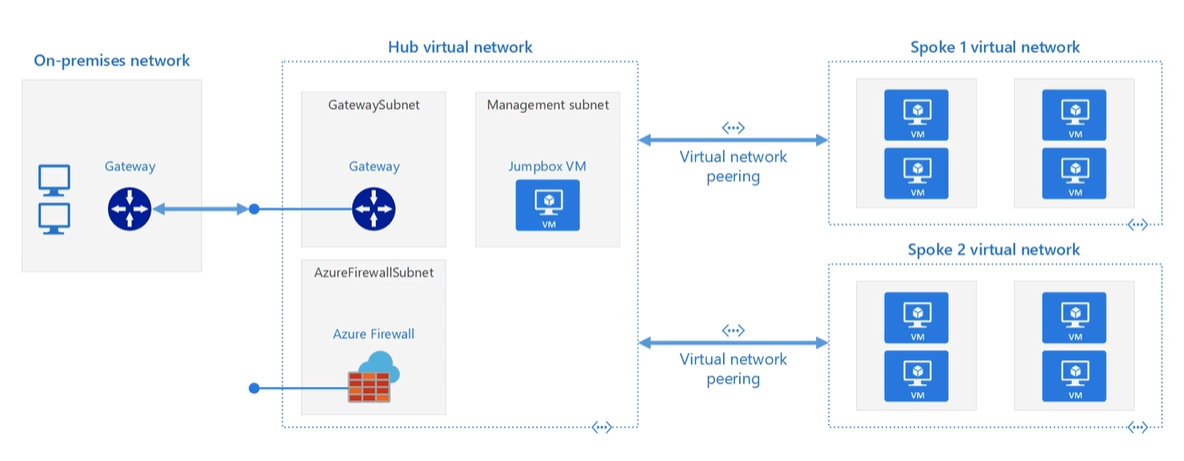 On-premises network
Gateway
Hub virtual network
GatewaySubnet
Gateway
Management subnet
Jumpbox VM
VM
AzureFirewallSubnet
Azure Firewall
Virtual network
peering
Virtual network
peering
Spoke 1 virtual network
VM
VM
VM
VM
Spoke 2 virtual network
VM
VM
VM
VM